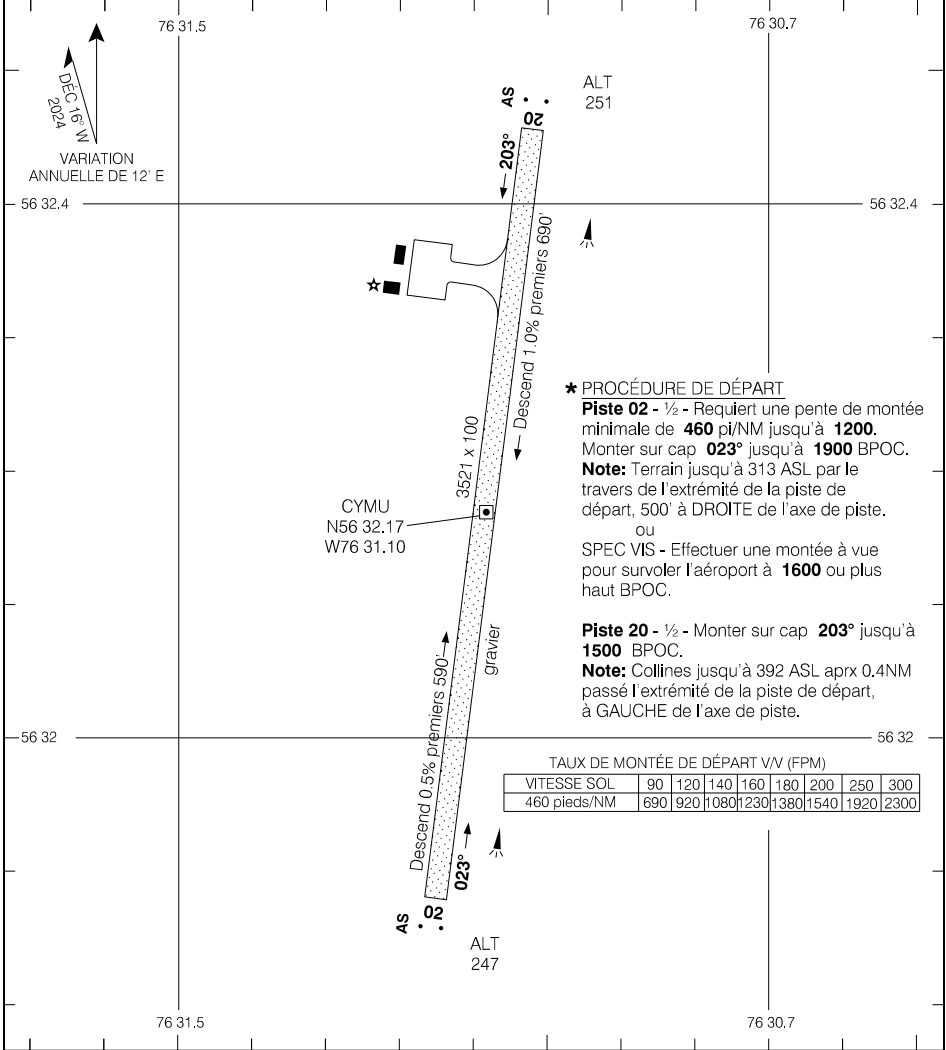 76 31.5
76 30.7
DÉC 16° W
2024
VARIATION
ANNUELLE DE 12' E
AS
20
ALT
251
203°
56 32.4
56 32.4
Descend 1.0% premiers 690'
3521 x 100
CYMU
N56 32.17
W76 31.10
* PROCÉDURE DE DÉPART
Piste 02 - ½ - Requiert une pente de montée
minimale de 460 pi/NM jusqu'à 1200.
Monter sur cap 023° jusqu'à 1900 BPOC.
Note: Terrain jusqu'à 313 ASL par le
travers de l'extrémité de la piste de
départ, 500' à DROITE de l'axe de piste.
ou
SPEC VIS - Effectuer une montée à vue
pour survoler l'aéroport à 1600 ou plus
haut BPOC.
Piste 20 - ½ - Monter sur cap 203° jusqu'à
1500 BPOC.
Note: Collines jusqu'à 392 ASL aprx 0.4NM
passé l'extrémité de la piste de départ,
à GAUCHE de l'axe de piste.
gravier
Descend 0.5% premiers 590'
56 32
56 32
TAUX DE MONTÉE DE DÉPART V/V (FPM)
VITESSE SOL 90 120 140 160 180 200 250 300
460 pieds/NM 690 920 1080 1230 1380 1540 1920 2300
023°
AS
02
ALT
247
76 31.5
76 30.7